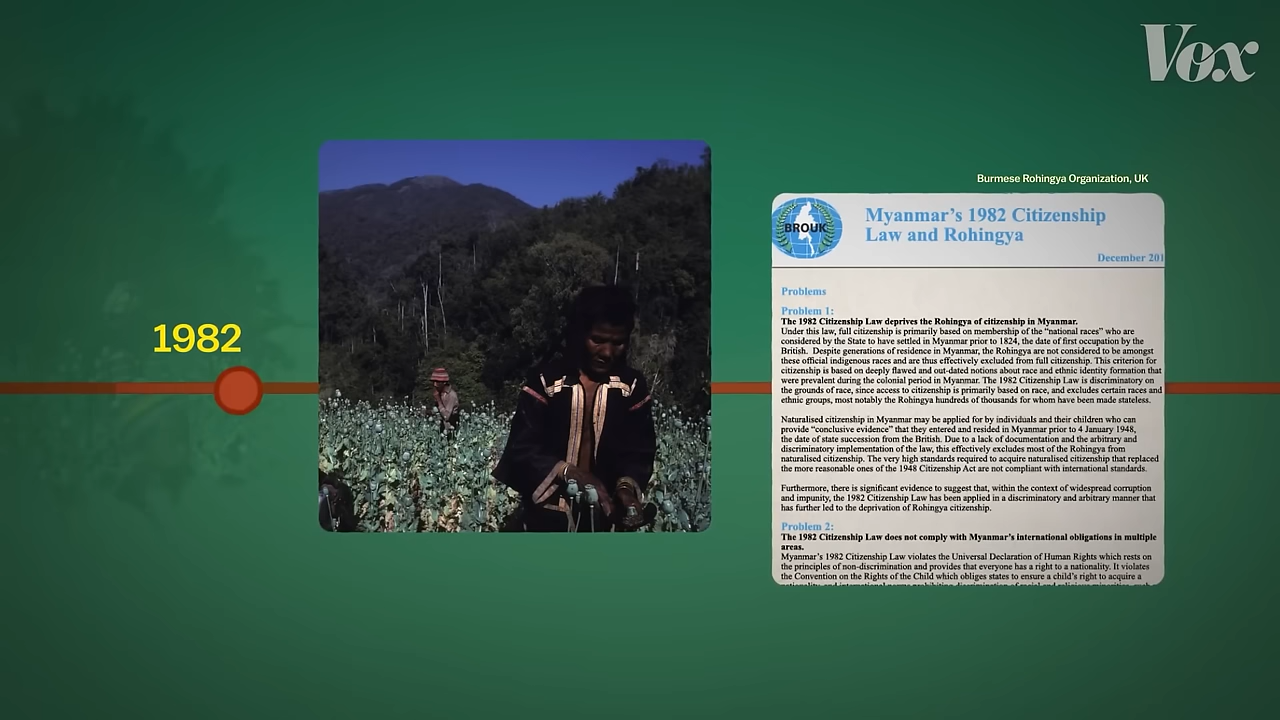 Vox
1982
Burmese Rohingya Organization, UK
BROUK
Myanmar's 1982 Citizenship
Law and Rohingya
December 201
Problems
Problem 1:
The 1982 Citizenship Law deprives the Rohingya of citizenship in Myanmar.
Under this law, full citizenship is primarily based on membership of the “national races” who are
considered by the State to have settled in Myanmar prior to 1824, the date of first occupation by the
British. Despite generations of residence in Myanmar, the Rohingya are not considered to be amongst
these official indigenous races and are thus effectively excluded from full citizenship. This criterion for
citizenship is based on deeply flawed and out-dated notions about race and ethnic identity formation that
were prevalent during the colonial period in Myanmar. The 1982 Citizenship Law is discriminatory on
the grounds of race, since access to citizenship is primarily based on race, and excludes certain races and
ethnic groups, most notably the Rohingya hundreds of thousands for whom have been made stateless.
Naturalised citizenship in Myanmar may be applied for by individuals and their children who can
provide “conclusive evidence” that they entered and resided in Myanmar prior to 4 January 1948,
the date of state succession from the British. Due to a lack of documentation and the arbitrary and
discriminatory implementation of the law, this effectively excludes most of the Rohingya from
naturalised citizenship. The very high standards required to acquire naturalised citizenship that replaced
the more reasonable ones of the 1948 Citizenship Act are not compliant with international standards.
Furthermore, there is significant evidence to suggest that, within the context of widespread corruption
and impunity, the 1982 Citizenship Law has been applied in a discriminatory and arbitrary manner that
has further led to the deprivation of Rohingya citizenship.
Problem 2:
The 1982 Citizenship Law does not comply with Myanmar's international obligations in multiple
areas.
Myanmar's 1982 Citizenship Law violates the Universal Declaration of Human Rights which rests on
the principles of non-discrimination and provides that everyone has a right to a nationality. It violates
the Convention on the Rights of the Child which obliges states to ensure a child's right to acquire a